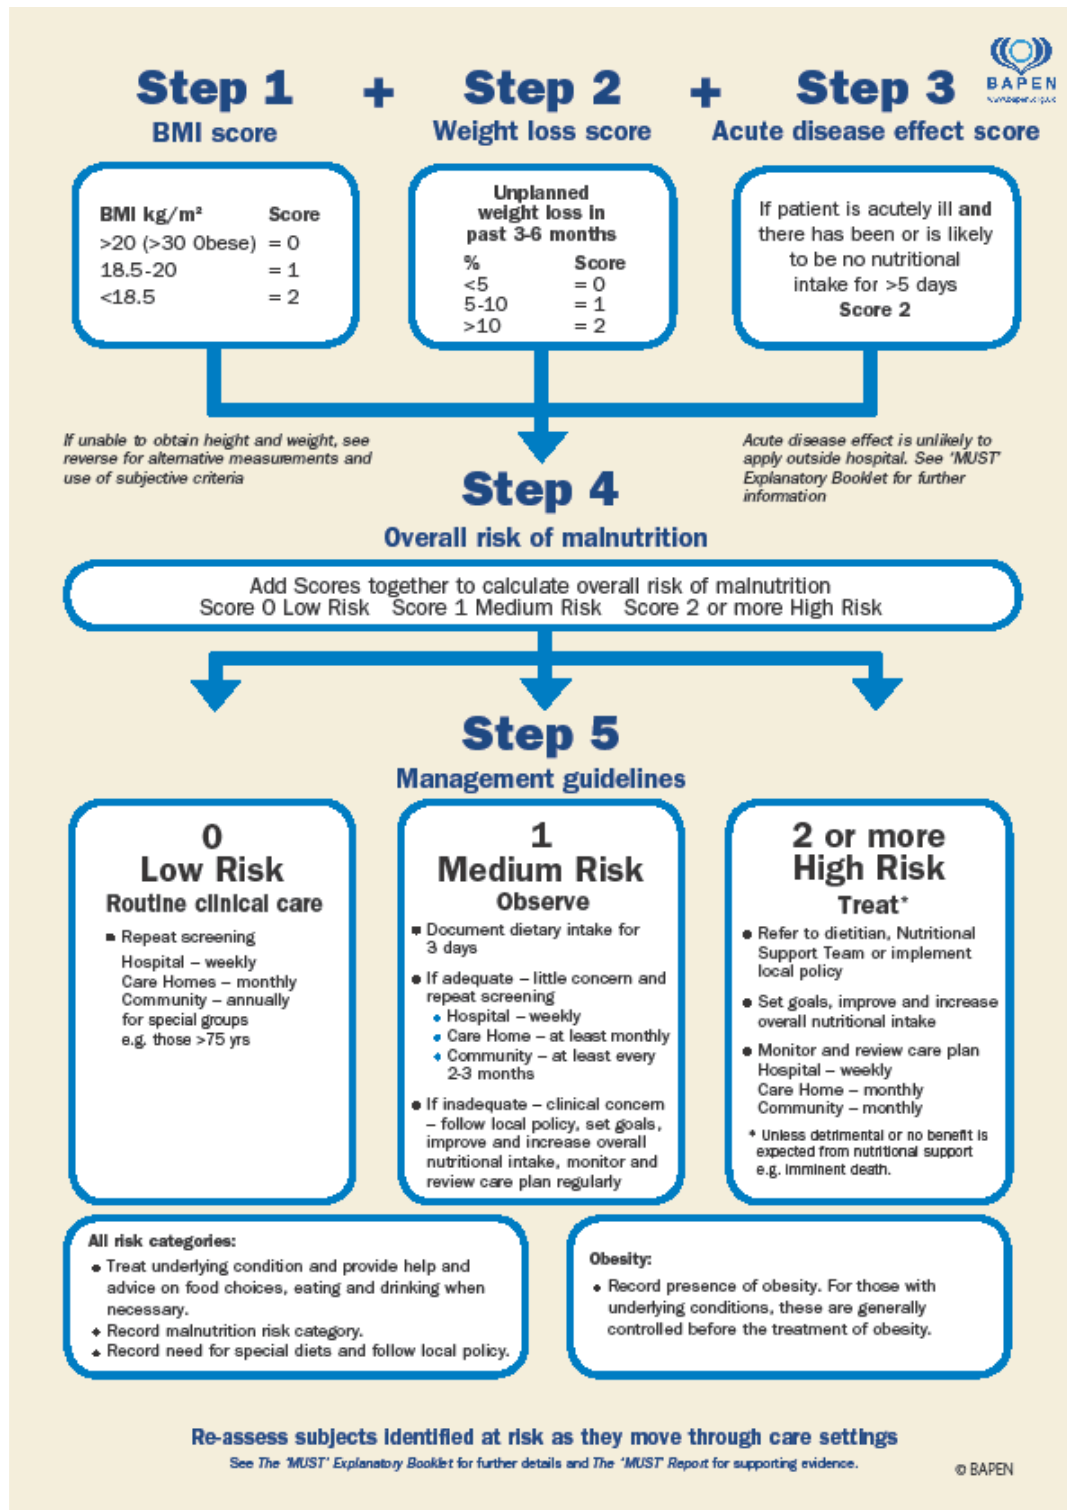 Step 1 + Step 2 + Step 3
BAPEN
www.bapen.org.uk
BMI score
Weight loss score
Acute disease effect score
BMI kg/m² Score
>20 (>30 Obese) = 0
18.5-20 = 1
<18.5 = 2
Unplanned
weight loss in
past 3-6 months
% Score
<5 = 0
5-10 = 1
>10 = 2
If patient is acutely ill and
there has been or is likely
to be no nutritional
intake for >5 days
Score 2
If unable to obtain height and weight, see
reverse for alternative measurements and
use of subjective criteria
Acute disease effect is unlikely to
apply outside hospital. See 'MUST'
Explanatory Booklet for further
information
Step 4
Overall risk of malnutrition
Add Scores together to calculate overall risk of malnutrition
Score 0 Low Risk Score 1 Medium Risk Score 2 or more High Risk
Step 5
Management guidelines
0
Low Risk
Routine clinical care
Repeat screening
Hospital – weekly
Care Homes – monthly
Community – annually
for special groups
e.g. those >75 yrs
1
Medium Risk
Observe
Document dietary intake for
3 days
If adequate – little concern and
repeat screening
Hospital – weekly
Care Home – at least monthly
Community – at least every
2-3 months
If inadequate – clinical concern
– follow local policy, set goals,
improve and increase overall
nutritional intake, monitor and
review care plan regularly
2 or more
High Risk
Treat*
Refer to dietitian, Nutritional
Support Team or implement
local policy
Set goals, improve and increase
overall nutritional intake
Monitor and review care plan
Hospital – weekly
Care Home – monthly
Community – monthly
* Unless detrimental or no benefit is
expected from nutritional support
e.g. imminent death.
All risk categories:
Treat underlying condition and provide help and
advice on food choices, eating and drinking when
necessary.
Record malnutrition risk category.
Record need for special diets and follow local policy.
Obesity:
Record presence of obesity. For those with
underlying conditions, these are generally
controlled before the treatment of obesity.
Re-assess subjects identified at risk as they move through care settings
See The 'MUST' Explanatory Booklet for further details and The 'MUST' Report for supporting evidence.
© BAPEN